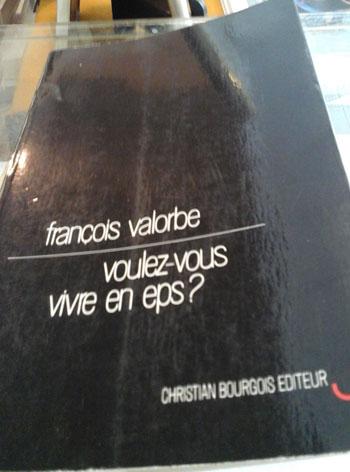 françois valorbe
voulez-vous
vivre en eps?
CHRISTIAN BOURGOIS EDITEUR